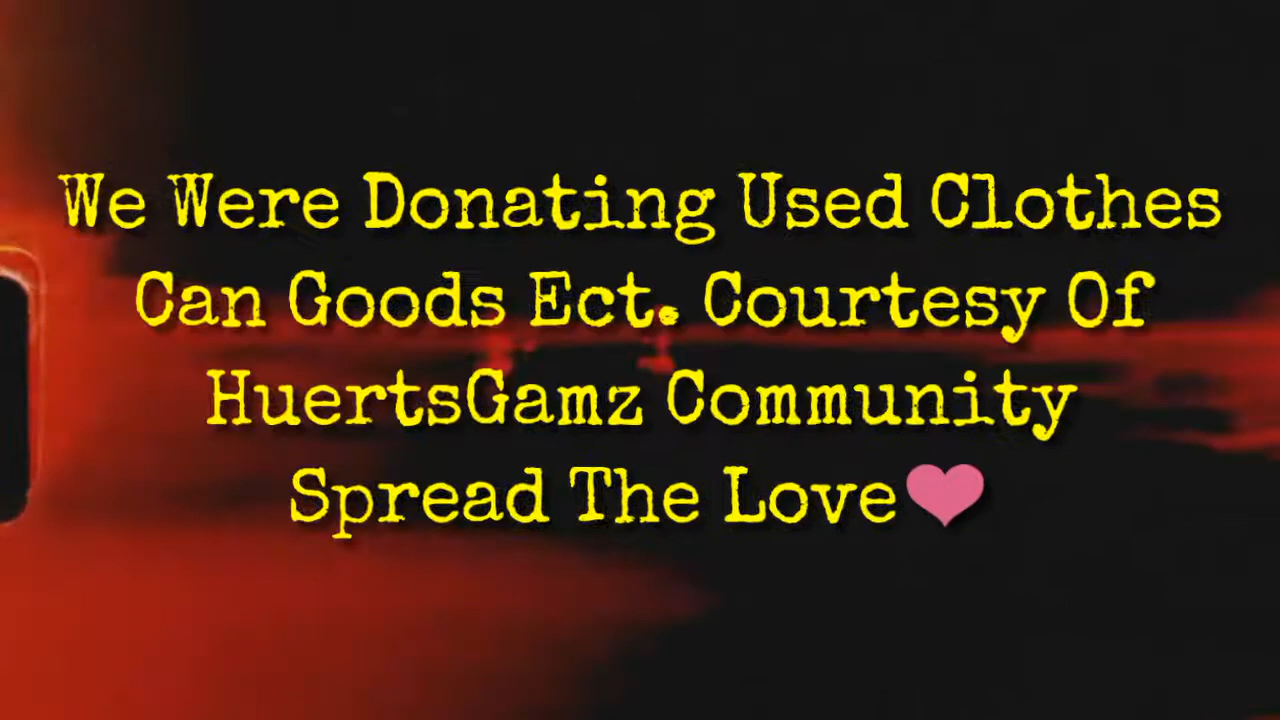 We Were Donating Used Clothes
Can Goods Ect. Courtesy Of
HuertsGamz Community
Spread The Love❤